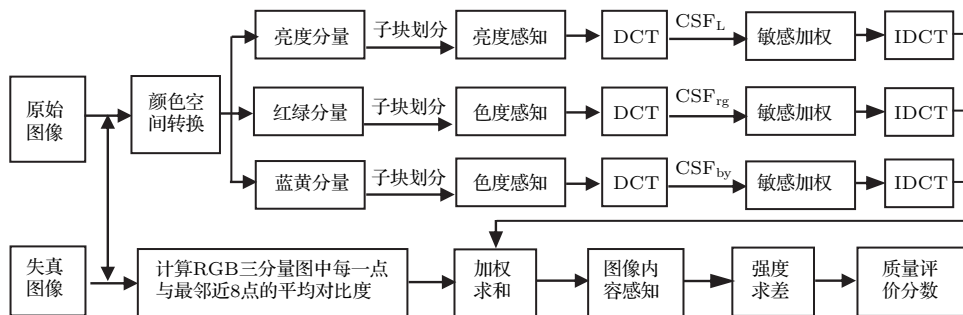 亮度分量 子块划分 亮度感知 DCT CSF_L 敏感加权 IDCT
原始
图像
颜色空
间转换
红绿分量 子块划分 色度感知 DCT CSF_rg 敏感加权 IDCT
蓝黄分量 子块划分 色度感知 DCT CSF_by 敏感加权 IDCT
失真
图像
计算RGB三分量图中每一点
与最邻近8点的平均对比度
加权
求和
图像内
容感知
强度
求差
质量评
价分数